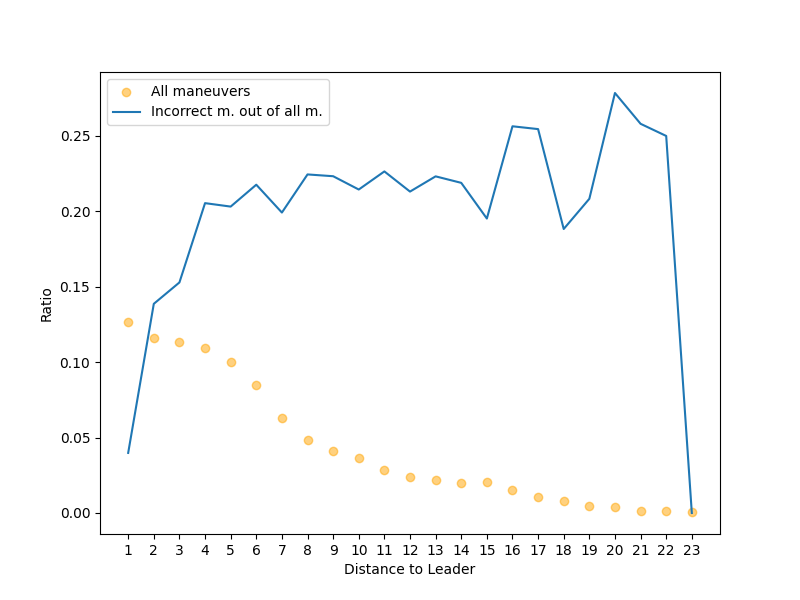 All maneuvers
Incorrect m. out of all m.
0.25
0.20
0.15
0.10
0.05
0.00
Ratio
1 2 3 4 5 6 7 8 9 10 11 12 13 14 15 16 17 18 19 20 21 22 23
Distance to Leader